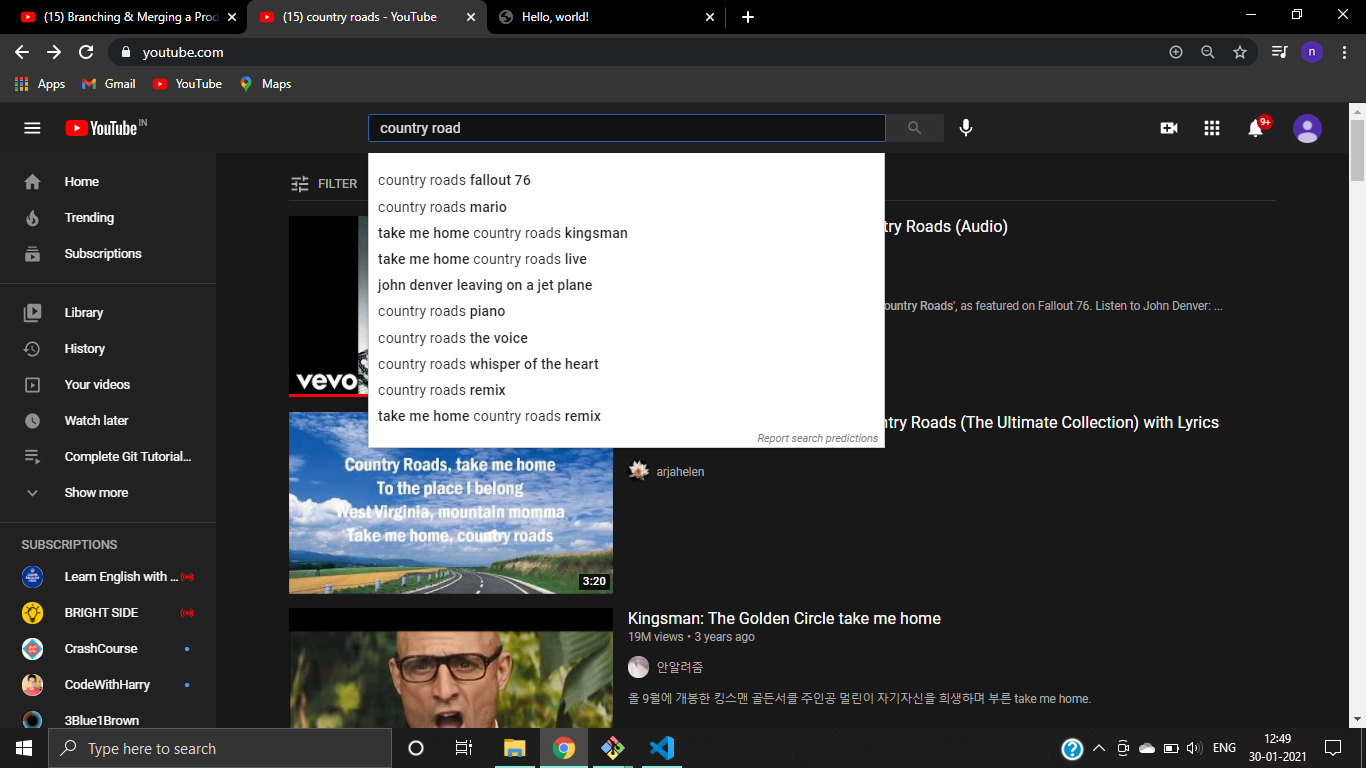 (15) Branching & Merging a Prod
(15) country roads - YouTube
Hello, world!
youtube.com
n
Apps
Gmail
YouTube
Maps
YouTube IN
country road
9+
Home
Trending
Subscriptions
Library
History
Your videos
Watch later
Complete Git Tutorial...
Show more
SUBSCRIPTIONS
Learn English with ...
BRIGHT SIDE
CrashCourse
CodeWithHarry
3Blue1Brown
FILTER
country roads fallout 76
country roads mario
take me home country roads kingsman
take me home country roads live
john denver leaving on a jet plane
country roads piano
country roads the voice
country roads whisper of the heart
country roads remix
take me home country roads remix
Report search predictions
try Roads (Audio)
ountry Roads', as featured on Fallout 76. Listen to John Denver: ...
vevo
ntry Roads (The Ultimate Collection) with Lyrics
arjahelen
Country Roads, take me home
To the place I belong
West Virginia, mountain momma
Take me home, country roads
3:20
Kingsman: The Golden Circle take me home
19M views • 3 years ago
안알려줌
올 9월에 개봉한 킹스맨 골든서클 주인공 멀린이 자기자신을 희생하며 부른 take me home.
Type here to search
ENG
12:49
30-01-2021